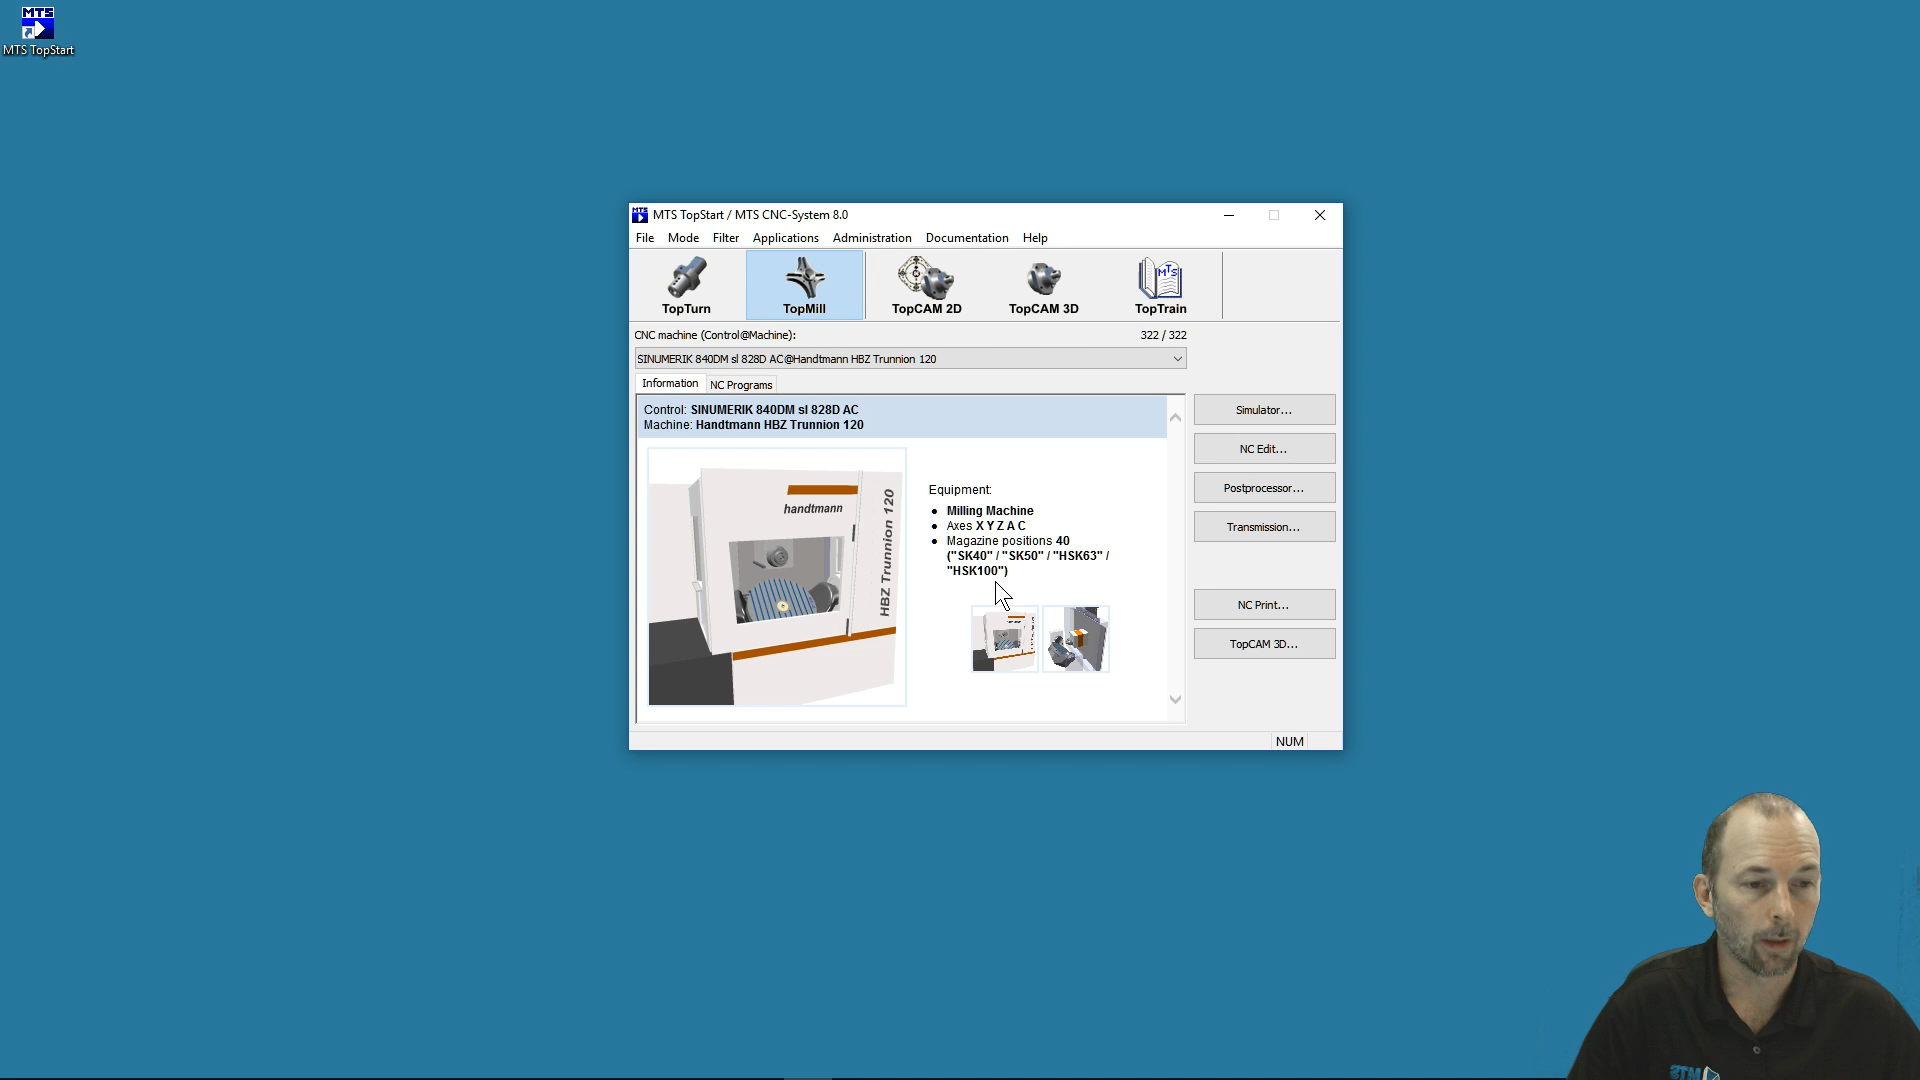 MTS
MTS TopStart
MTS TopStart / MTS CNC-System 8.0
File Mode Filter Applications Administration Documentation Help
MTS
TopTurn TopMill TopCAM 2D TopCAM 3D TopTrain
CNC machine (Control@Machine): 322 / 322
SINUMERIK 840DM sl 828D AC@Handtmann HBZ Trunnion 120
Information NC Programs
Control: SINUMERIK 840DM sl 828D AC
Machine: Handtmann HBZ Trunnion 120
handtmann
HBZ Trunnion 120
Equipment:
Milling Machine
Axes X Y Z A C
Magazine positions 40
("SK40" / "SK50" / "HSK63" /
"HSK100")
Simulator...
NC Edit...
Postprocessor...
Transmission...
NC Print...
TopCAM 3D...
NUM
MTS